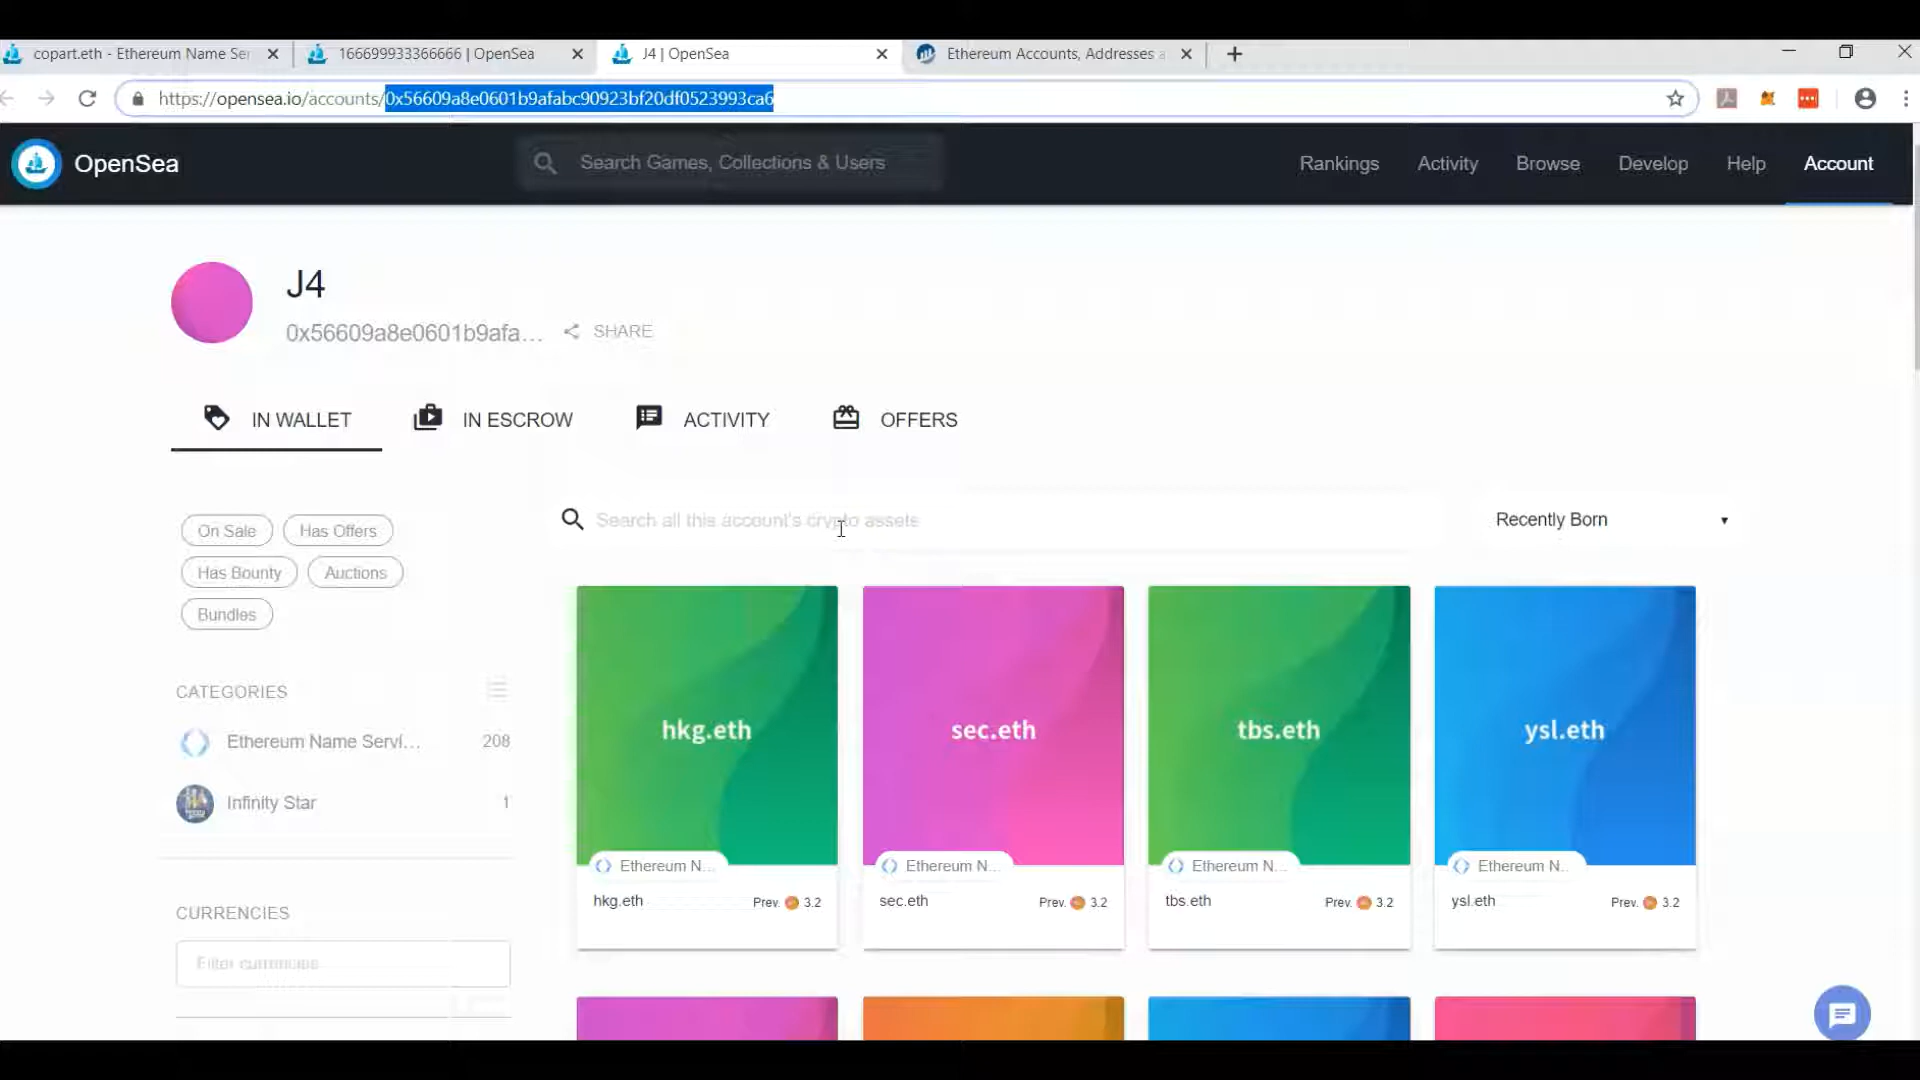 copart.eth - Ethereum Name Ser
166699933366666 | OpenSea
J4 | OpenSea
Ethereum Accounts, Addresses a
https://opensea.io/accounts/0x56609a8e0601b9afabc90923bf20df0523993ca6
OpenSea
Search Games, Collections & Users
Rankings
Activity
Browse
Develop
Help
Account
J4
0x56609a8e0601b9afa...
SHARE
IN WALLET
IN ESCROW
ACTIVITY
OFFERS
On Sale
Has Offers
Has Bounty
Auctions
Bundles
Search all this account's crypto assets
Recently Born
CATEGORIES
Ethereum Name Servi...
208
Infinity Star
1
CURRENCIES
Filter currencies
hkg.eth
sec.eth
tbs.eth
ysl.eth
Ethereum N...
Ethereum N...
Ethereum N...
Ethereum N...
hkg.eth
Prev. 3.2
sec.eth
Prev. 3.2
tbs.eth
Prev. 3.2
ysl.eth
Prev. 3.2